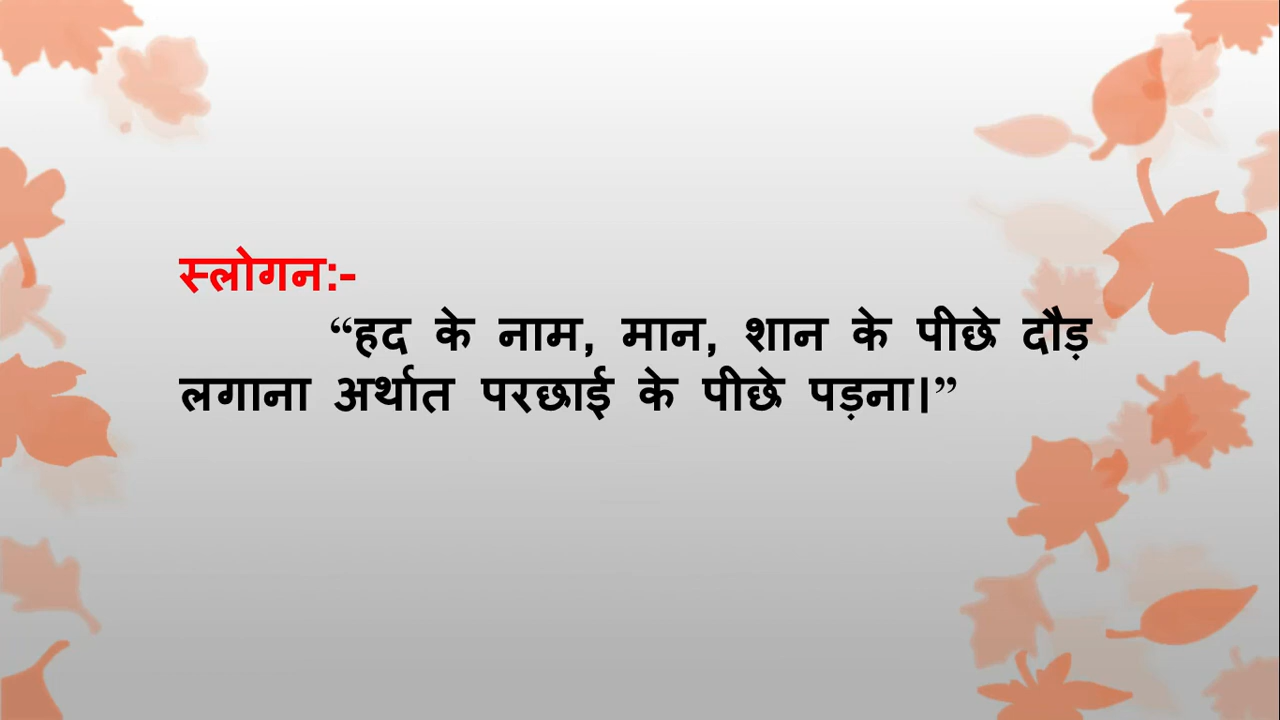 स्लोगन:-
“हद के नाम, मान, शान के पीछे दौड़
लगाना अर्थात परछाई के पीछे पड़ना।”